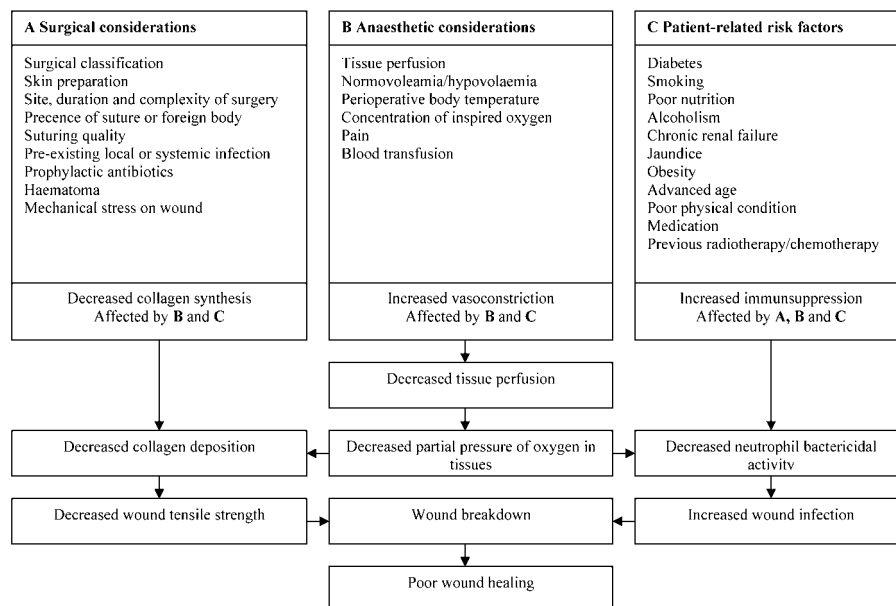 A Surgical considerations
Surgical classification
Skin preparation
Site, duration and complexity of surgery
Precence of suture or foreign body
Suturing quality
Pre-existing local or systemic infection
Prophylactic antibiotics
Haematoma
Mechanical stress on wound
Decreased collagen synthesis
Affected by B and C
B Anaesthetic considerations
Tissue perfusion
Normovoleamia/hypovolaemia
Perioperative body temperature
Concentration of inspired oxygen
Pain
Blood transfusion
Increased vasoconstriction
Affected by B and C
C Patient-related risk factors
Diabetes
Smoking
Poor nutrition
Alcoholism
Chronic renal failure
Jaundice
Obesity
Advanced age
Poor physical condition
Medication
Previous radiotherapy/chemotherapy
Increased immunsuppression
Affected by A, B and C
Decreased tissue perfusion
Decreased collagen deposition
Decreased partial pressure of oxygen in
tissues
Decreased neutrophil bactericidal
activity
Decreased wound tensile strength
Wound breakdown
Increased wound infection
Poor wound healing